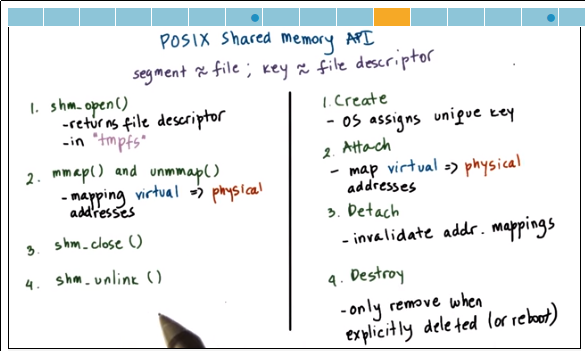 POSIX Shared memory API
segment ≈ file ; key ≈ file descriptor
1. shm_open()
-returns file descriptor
-in "tmpfs"
2. mmap() and unmmap()
-mapping virtual => physical
addresses
3. shm_close()
4. shm_unlink ()
1. Create
- OS assigns unique key
2. Attach
- map virtual => physical
addresses
3. Detach
- invalidate addr. mappings
4. Destroy
-only remove when
explicitly deleted (or reboot)